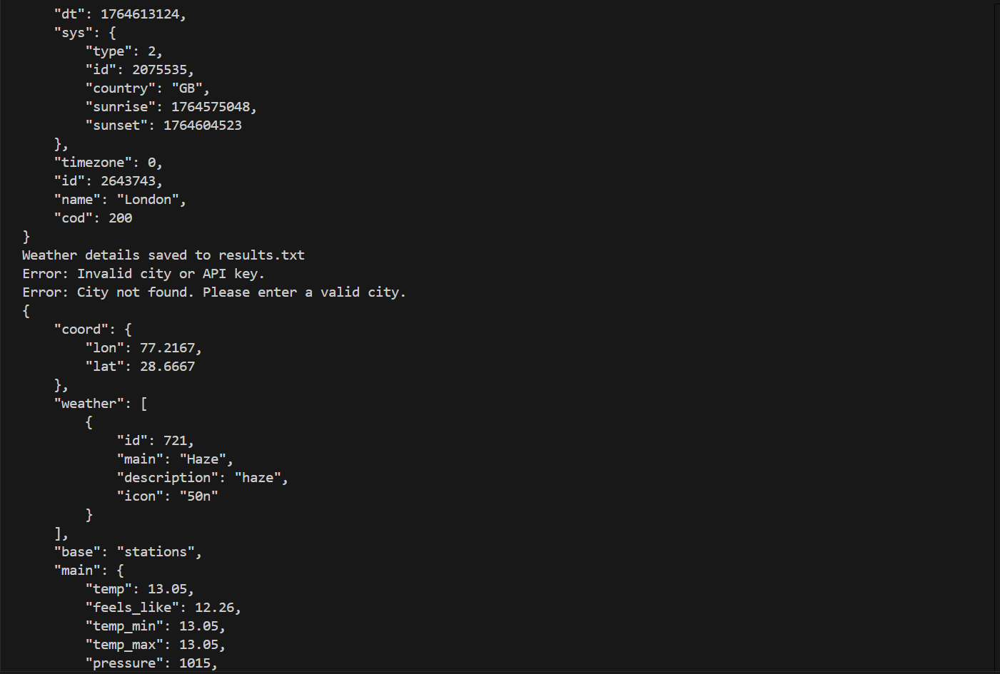 "dt": 1764613124,
    "sys": {
        "type": 2,
        "id": 2075535,
        "country": "GB",
        "sunrise": 1764575048,
        "sunset": 1764604523
    },
    "timezone": 0,
    "id": 2643743,
    "name": "London",
    "cod": 200
}
Weather details saved to results.txt
Error: Invalid city or API key.
Error: City not found. Please enter a valid city.
{
    "coord": {
        "lon": 77.2167,
        "lat": 28.6667
    },
    "weather": [
        {
            "id": 721,
            "main": "Haze",
            "description": "haze",
            "icon": "50n"
        }
    ],
    "base": "stations",
    "main": {
        "temp": 13.05,
        "feels_like": 12.26,
        "temp_min": 13.05,
        "temp_max": 13.05,
        "pressure": 1015,